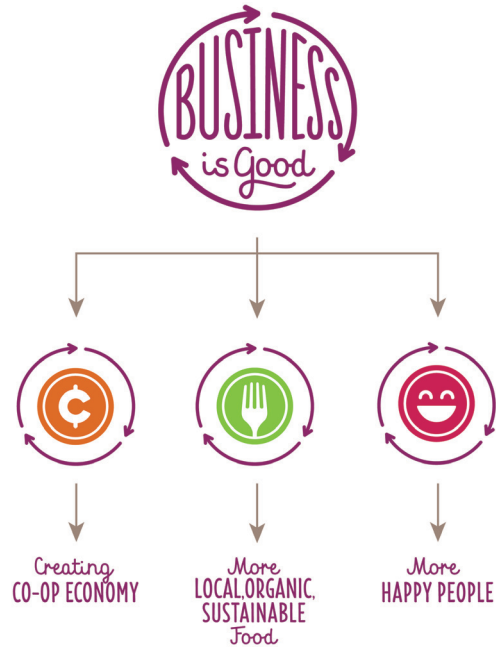 BUSINESS
is Good
¢
Creating
CO-OP ECONOMY
More
LOCAL,ORGANIC,
SUSTAINABLE
Food
More
HAPPY PEOPLE